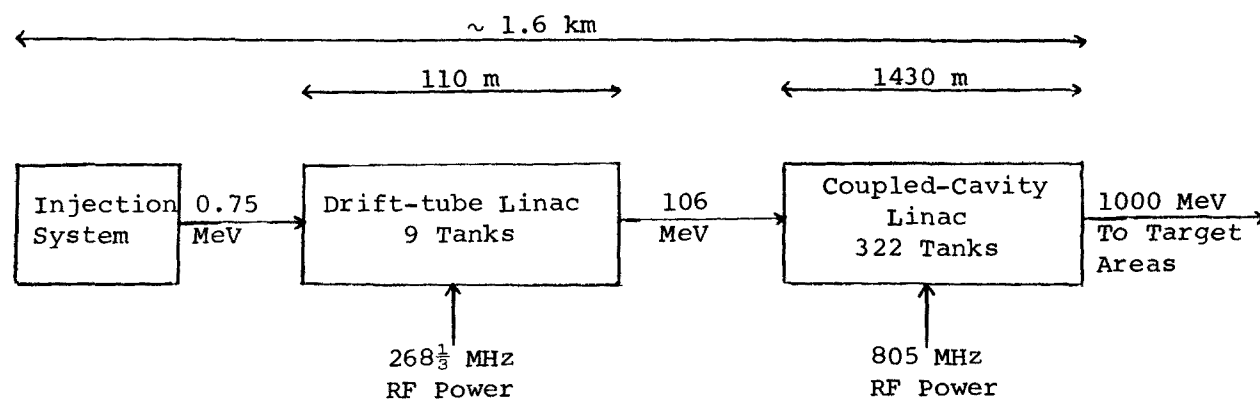 ~ 1.6 km
110 m
1430 m
Injection
System
0.75
MeV
Drift-tube Linac
9 Tanks
106
MeV
Coupled-Cavity
Linac
322 Tanks
1000 MeV
To Target
Areas
268⅓ MHz
RF Power
805 MHz
RF Power